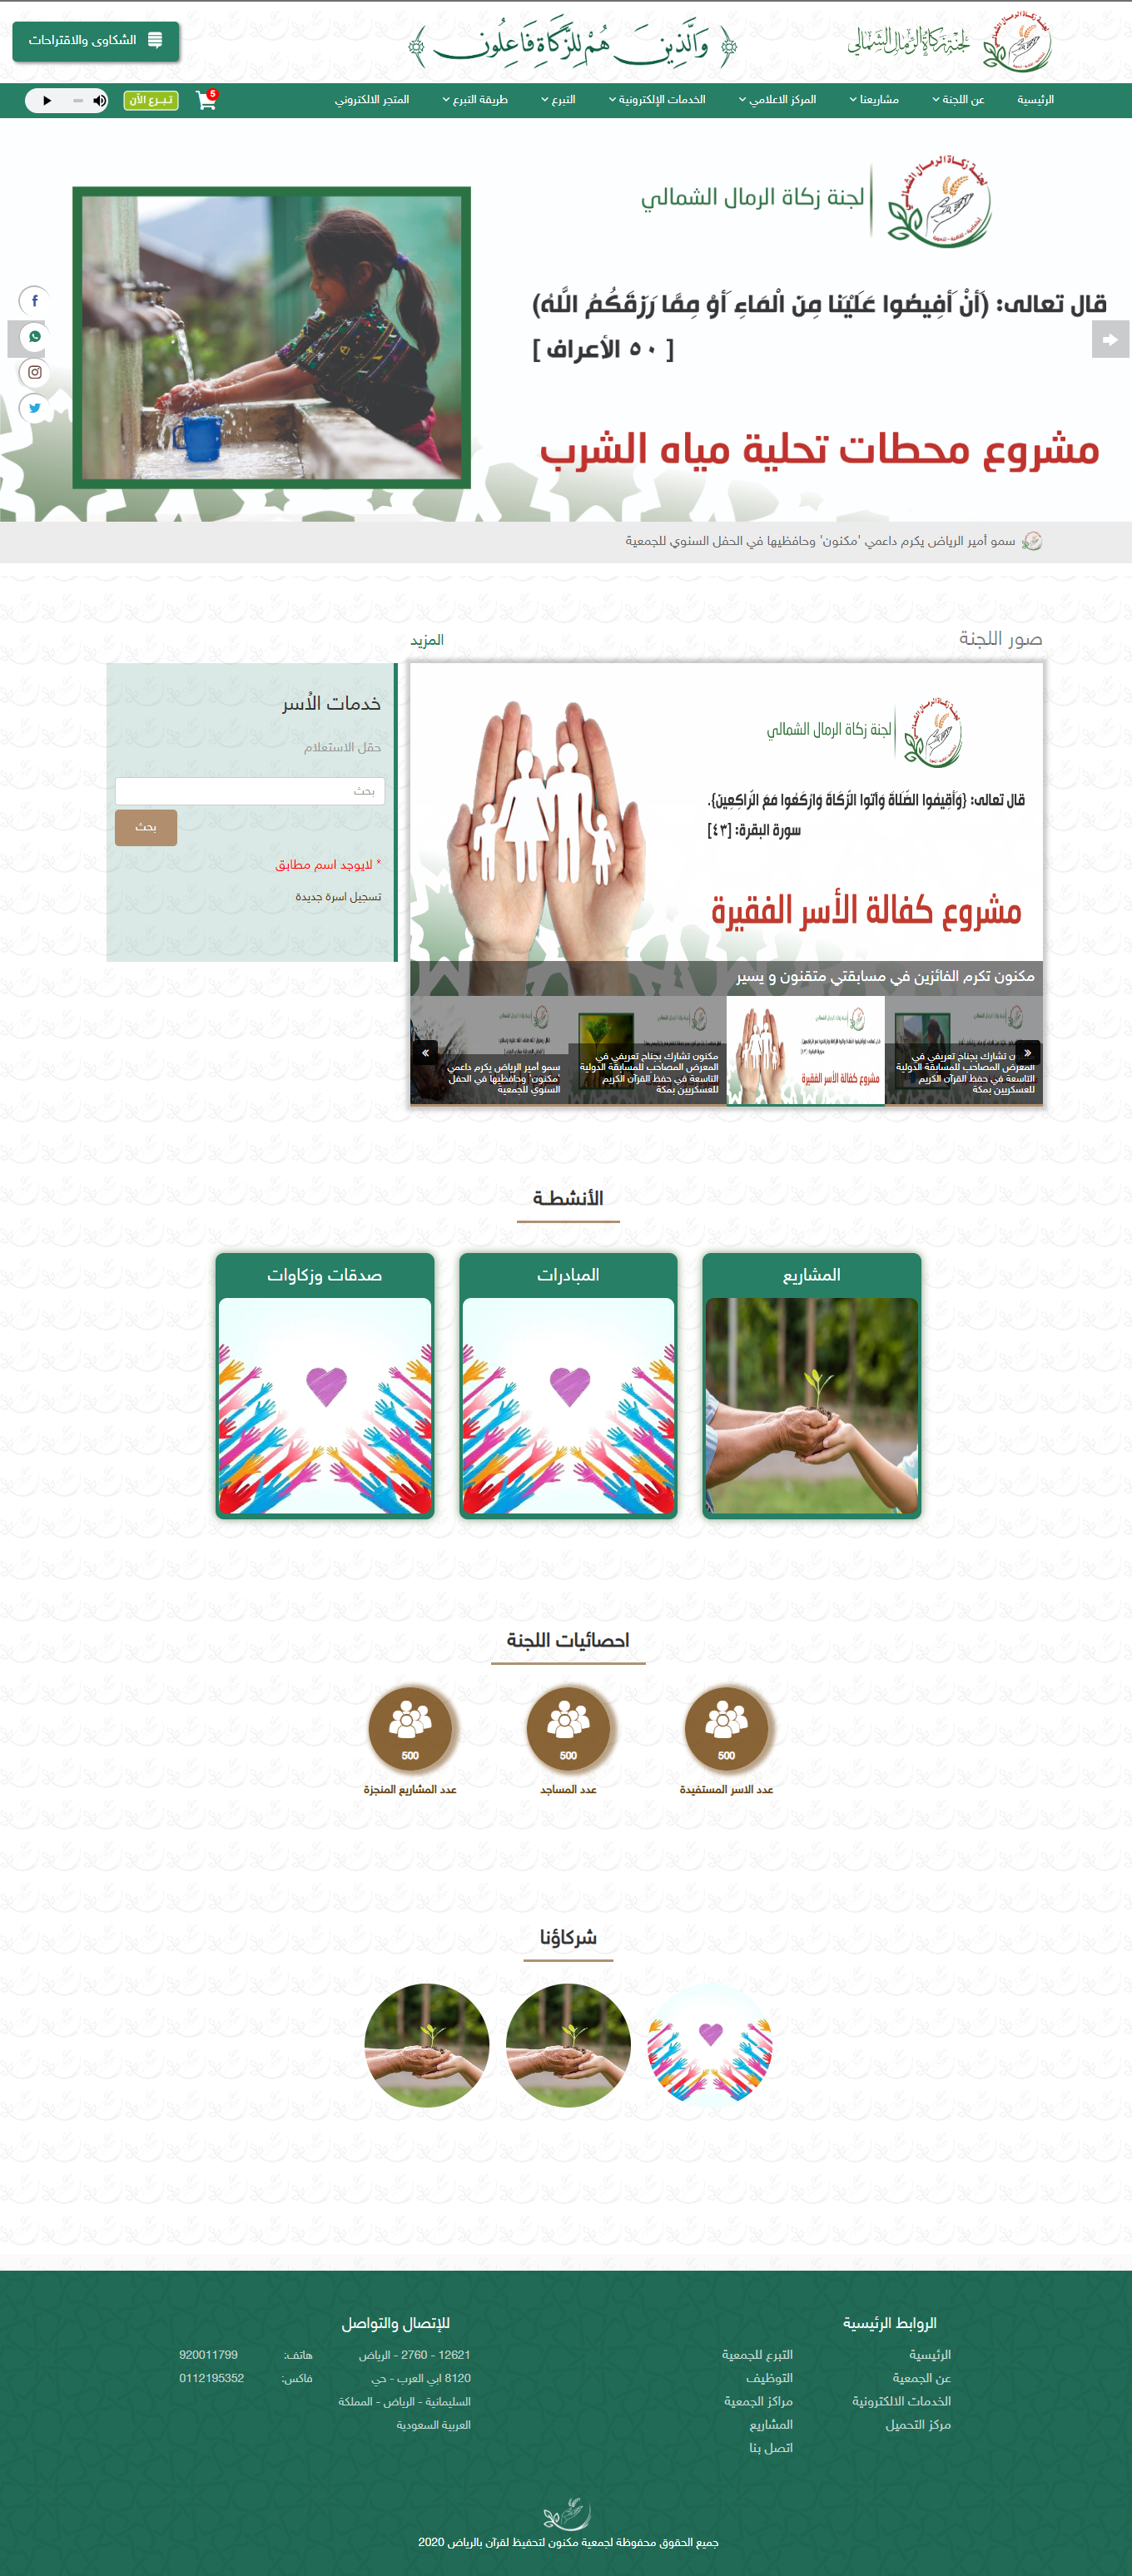 لجنة زكاة الرمال الشمالي
﴿ وَالَّذِينَ هُمْ لِلزَّكَاةِ فَاعِلُونَ ﴾
الشكاوى والاقتراحات
الرئيسية
عن اللجنة
مشاريعنا
المركز الاعلامي
الخدمات الإلكترونية
التبرع
طريقة التبرع
المتجر الالكتروني
5
تبـرع الآن
لجنة زكاة الرمال الشمالي
لجنة زكاة الرمال الشمالي
قال تعالى: (أَنْ أَفِيضُوا عَلَيْنَا مِنَ الْمَاءِ أَوْ مِمَّا رَزَقَكُمُ اللَّهُ)
[ ٥٠ الأعراف ]
مشروع محطات تحلية مياه الشرب
سمو أمير الرياض يكرم داعمي 'مكنون' وحافظيها في الحفل السنوي للجمعية
صور اللجنة
المزيد
لجنة زكاة الرمال الشمالي
قال تعالى: {وَأَقِيمُوا الصَّلَاةَ وَآتُوا الزَّكَاةَ وَارْكَعُوا مَعَ الرَّاكِعِينَ}.
سورة البقرة: [٤٣]
مشروع كفالة الأسر الفقيرة
مكنون تكرم الفائزين في مسابقتي متقنون و يسير
تشارك بجناح تعريفي في
المعرض المصاحب للمسابقة الدولية
التاسعة في حفظ القرآن الكريم
للعسكريين بمكة
مشروع كفالة الأسر الفقيرة
مكنون تشارك بجناح تعريفي في
المعرض المصاحب للمسابقة الدولية
التاسعة في حفظ القرآن الكريم
للعسكريين بمكة
سمو أمير الرياض يكرم داعمي
'مكنون' وحافظيها في الحفل
السنوي للجمعية
خدمات الأسر
حقل الاستعلام
بحث
بحث
* لايوجد اسم مطابق
تسجيل اسرة جديدة
الأنشطـة
المشاريع
المبادرات
صدقات وزكاوات
احصائيات اللجنة
500
عدد الاسر المستفيدة
500
عدد المساجد
500
عدد المشاريع المنجزة
شركاؤنا
الروابط الرئيسية
الرئيسية
عن الجمعية
الخدمات الالكترونية
مركز التحميل
التبرع للجمعية
التوظيف
مراكز الجمعية
المشاريع
اتصل بنا
للإتصال والتواصل
12621 - 2760 - الرياض
8120 ابي العرب - حي
السليمانية - الرياض - المملكة
العربية السعودية
هاتف: 920011799
فاكس: 0112195352
جميع الحقوق محفوظة لجمعية مكنون لتحفيظ لقرآن بالرياض 2020